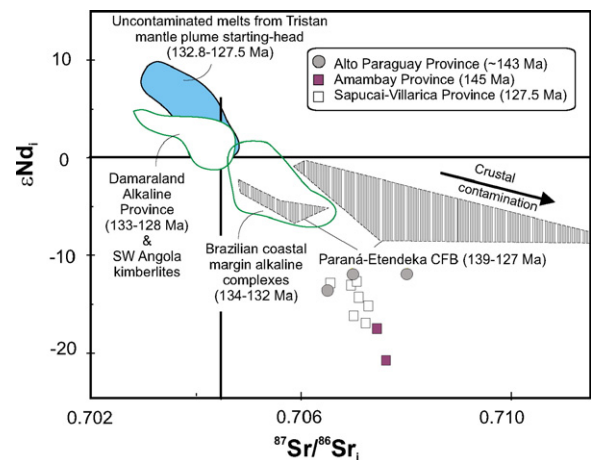 Uncontaminated melts from Tristan
mantle plume starting-head
(132.8-127.5 Ma)
Alto Paraguay Province (~143 Ma)
Amambay Province (145 Ma)
Sapucai-Villarica Province (127.5 Ma)
10
0
-10
-20
εNdi
Crustal
contamination
Damaraland
Alkaline
Province
(133-128 Ma)
&
SW Angola
kimberlites
Brazilian coastal
margin alkaline
complexes
(134-132 Ma)
Paraná-Etendeka CFB (139-127 Ma)
0.702
0.706
0.710
⁸⁷Sr/⁸⁶Sri